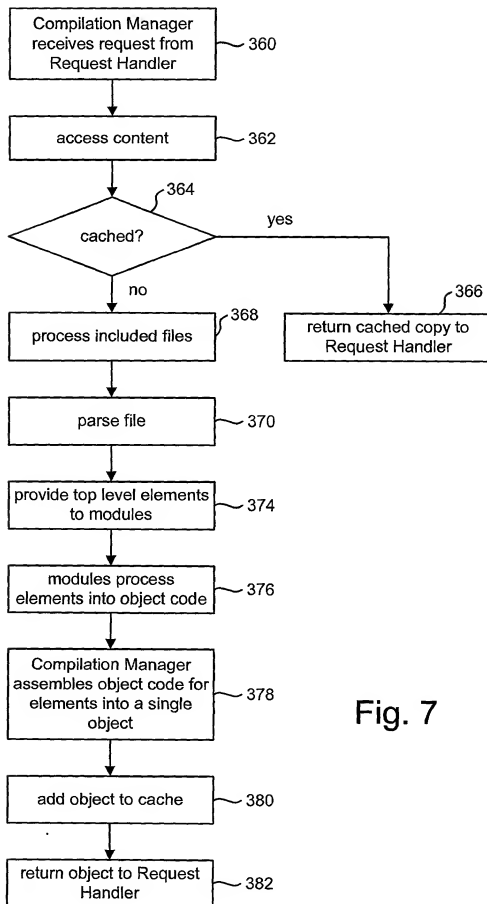 Compilation Manager
receives request from
Request Handler
360
access content
362
364
cached?
yes
no
366
return cached copy to
Request Handler
368
process included files
parse file
370
provide top level elements
to modules
374
modules process
elements into object code
376
Compilation Manager
assembles object code for
elements into a single
object
378
Fig. 7
add object to cache
380
return object to Request
Handler
382